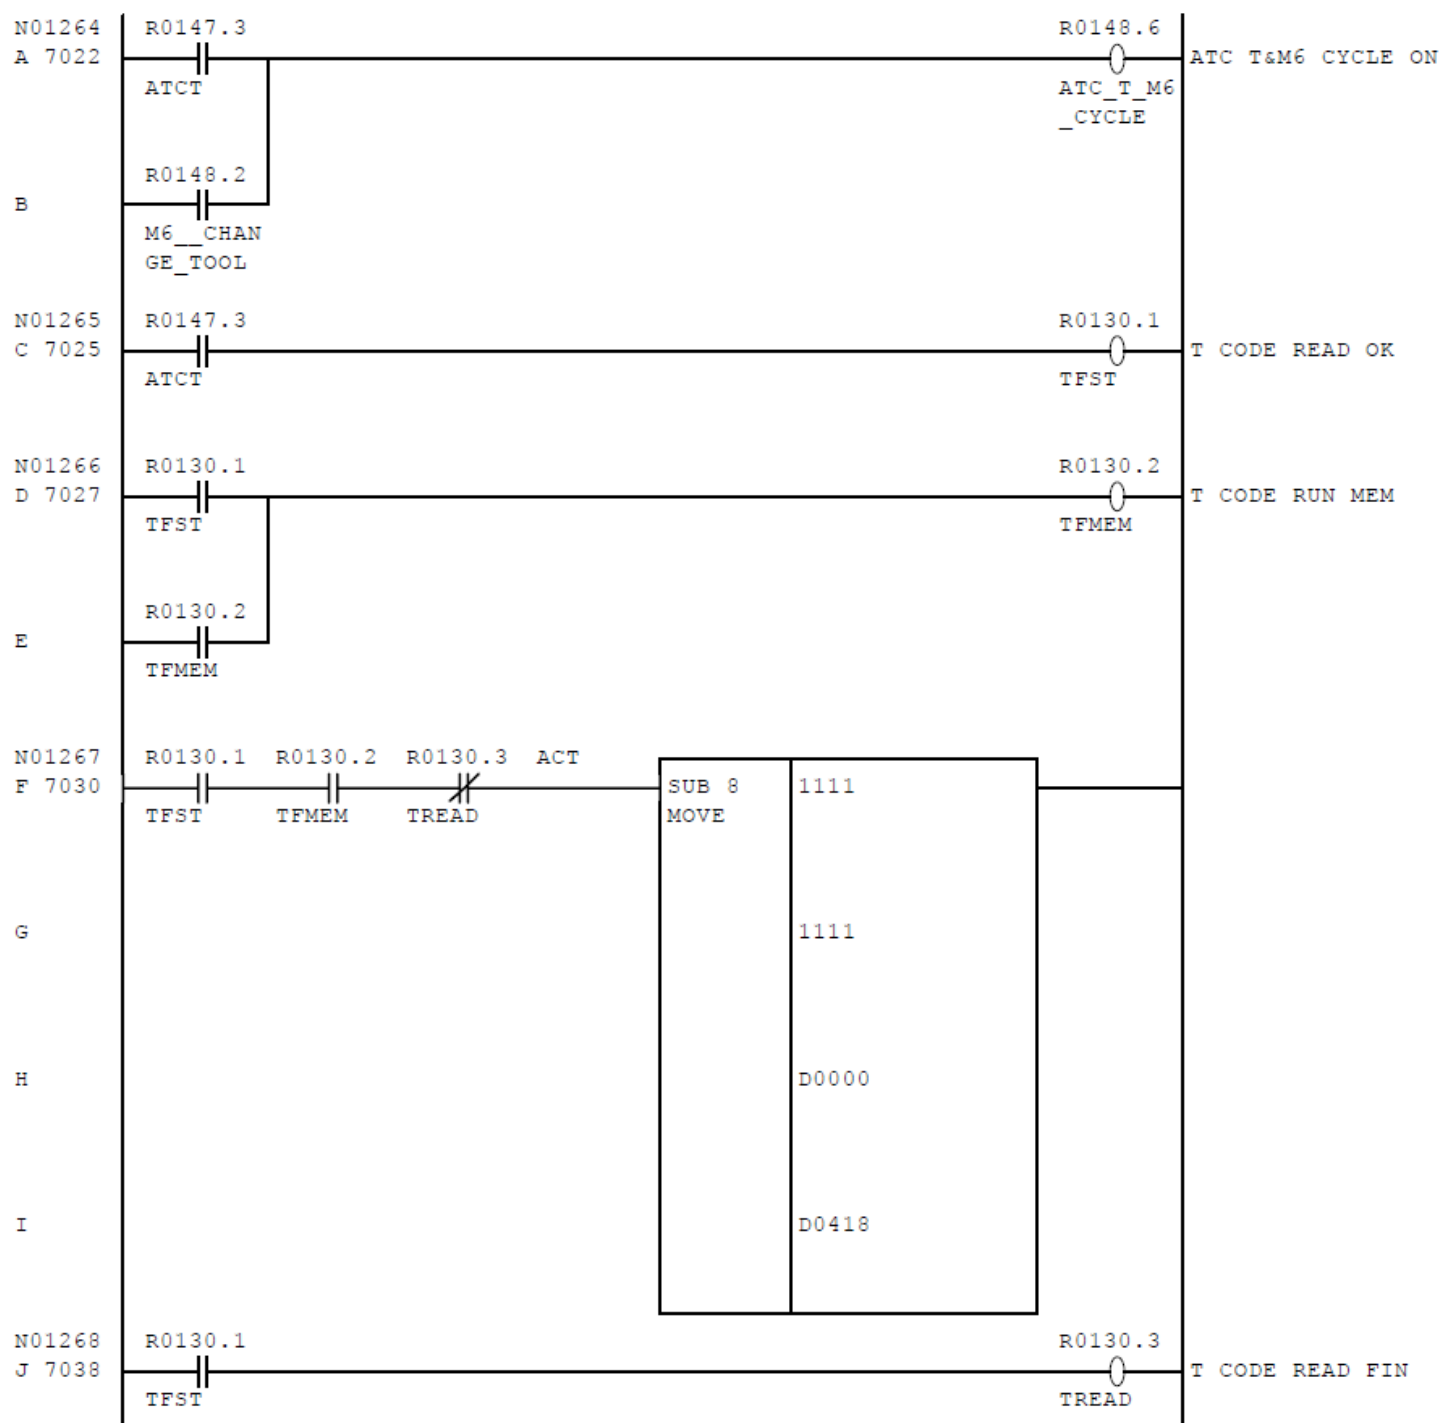 N01264 R0147.3 R0148.6
A 7022 ATC T&M6 CYCLE ON
ATCT ATC_T_M6
_CYCLE
R0148.2
B
M6__CHAN
GE_TOOL
N01265 R0147.3 R0130.1
C 7025 T CODE READ OK
ATCT TFST
N01266 R0130.1 R0130.2
D 7027 T CODE RUN MEM
TFST TFMEM
R0130.2
E
TFMEM
N01267 R0130.1 R0130.2 R0130.3 ACT
F 7030 SUB 8 1111
TFST TFMEM TREAD MOVE
G 1111
H D0000
I D0418
N01268 R0130.1 R0130.3
J 7038 T CODE READ FIN
TFST TREAD